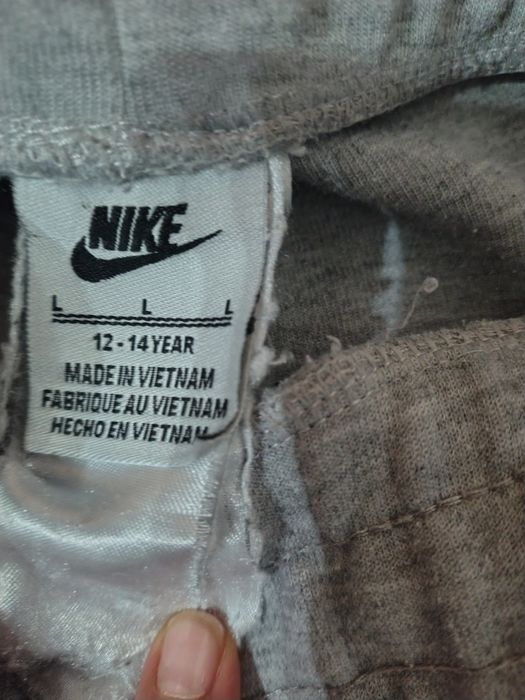 NIKE
L L L
12-14 YEAR
MADE IN VIETNAM
FABRIQUE AU VIETNAM
HECHO EN VIETNAM